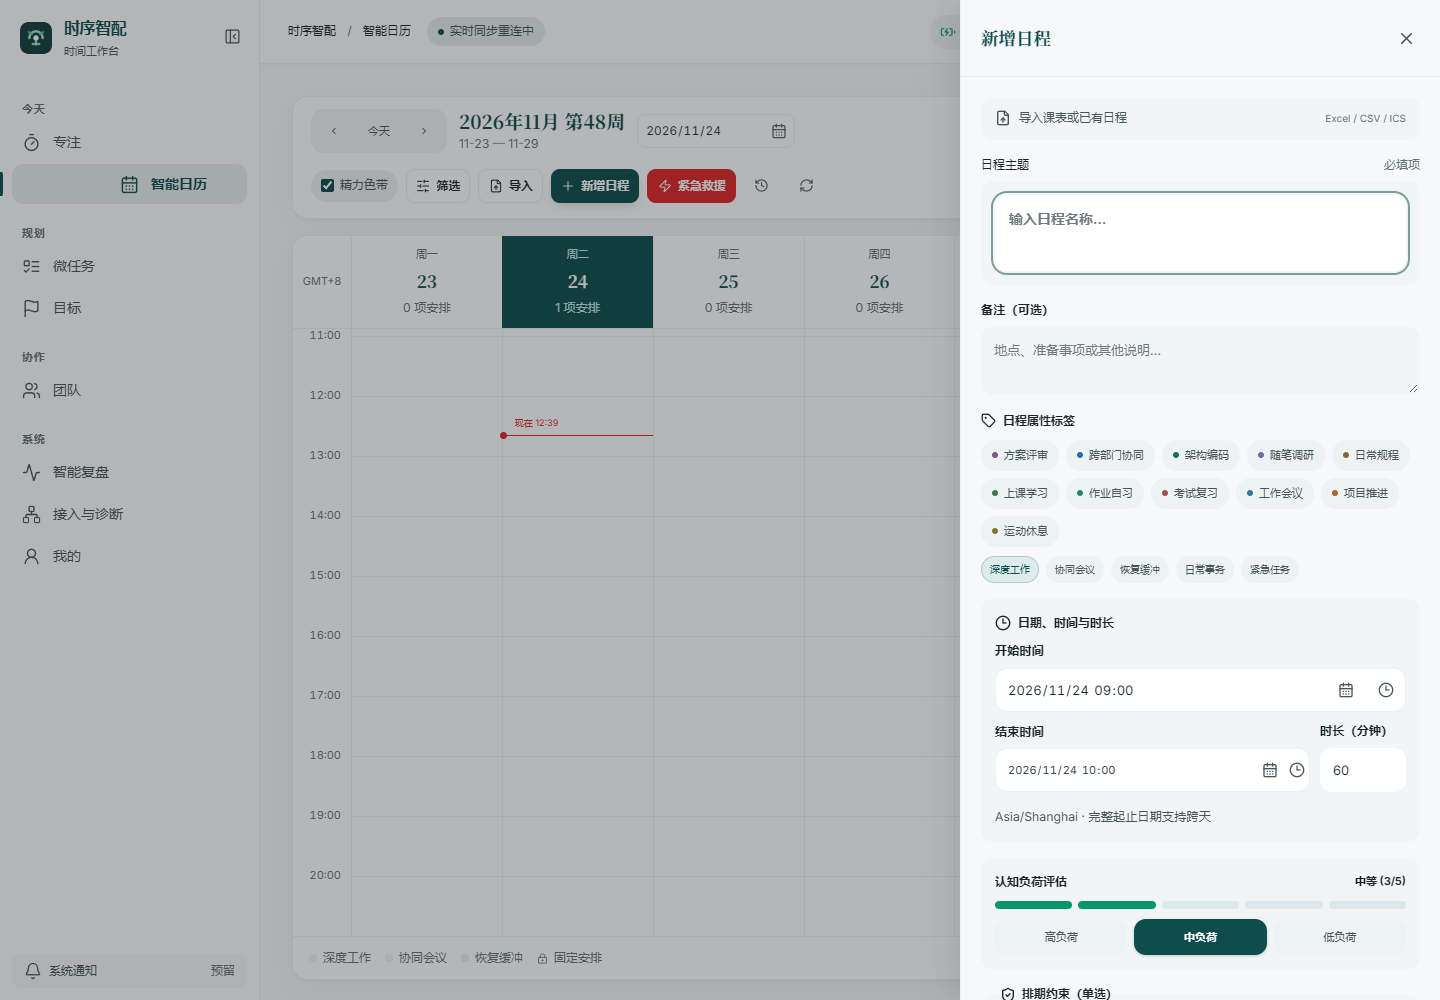 时序智配
时间工作台
今天
专注
智能日历
规划
微任务
目标
协作
团队
系统
智能复盘
接入与诊断
我的
系统通知 预留
时序智配 / 智能日历 实时同步重连中
今天
2026年11月 第48周
11-23 — 11-29
2026/11/24
精力色带 筛选 导入 新增日程 紧急救援
GMT+8
周一 周二 周三 周四
23 24 25 26
0 项安排 1 项安排 0 项安排 0 项安排
11:00
12:00
现在 12:39
13:00
14:00
15:00
16:00
17:00
18:00
19:00
20:00
深度工作 协同会议 恢复缓冲 固定安排
新增日程
导入课表或已有日程 Excel / CSV / ICS
日程主题 必填项
输入日程名称...
备注（可选）
地点、准备事项或其他说明...
日程属性标签
方案评审 跨部门协同 架构编码 随笔调研 日常规程
上课学习 作业自习 考试复习 工作会议 项目推进
运动休息
深度工作 协同会议 恢复缓冲 日常事务 紧急任务
日期、时间与时长
开始时间
2026/11/24 09:00
结束时间 时长（分钟）
2026/11/24 10:00 60
Asia/Shanghai · 完整起止日期支持跨天
认知负荷评估 中等 (3/5)
高负荷 中负荷 低负荷
排期约束（单选）